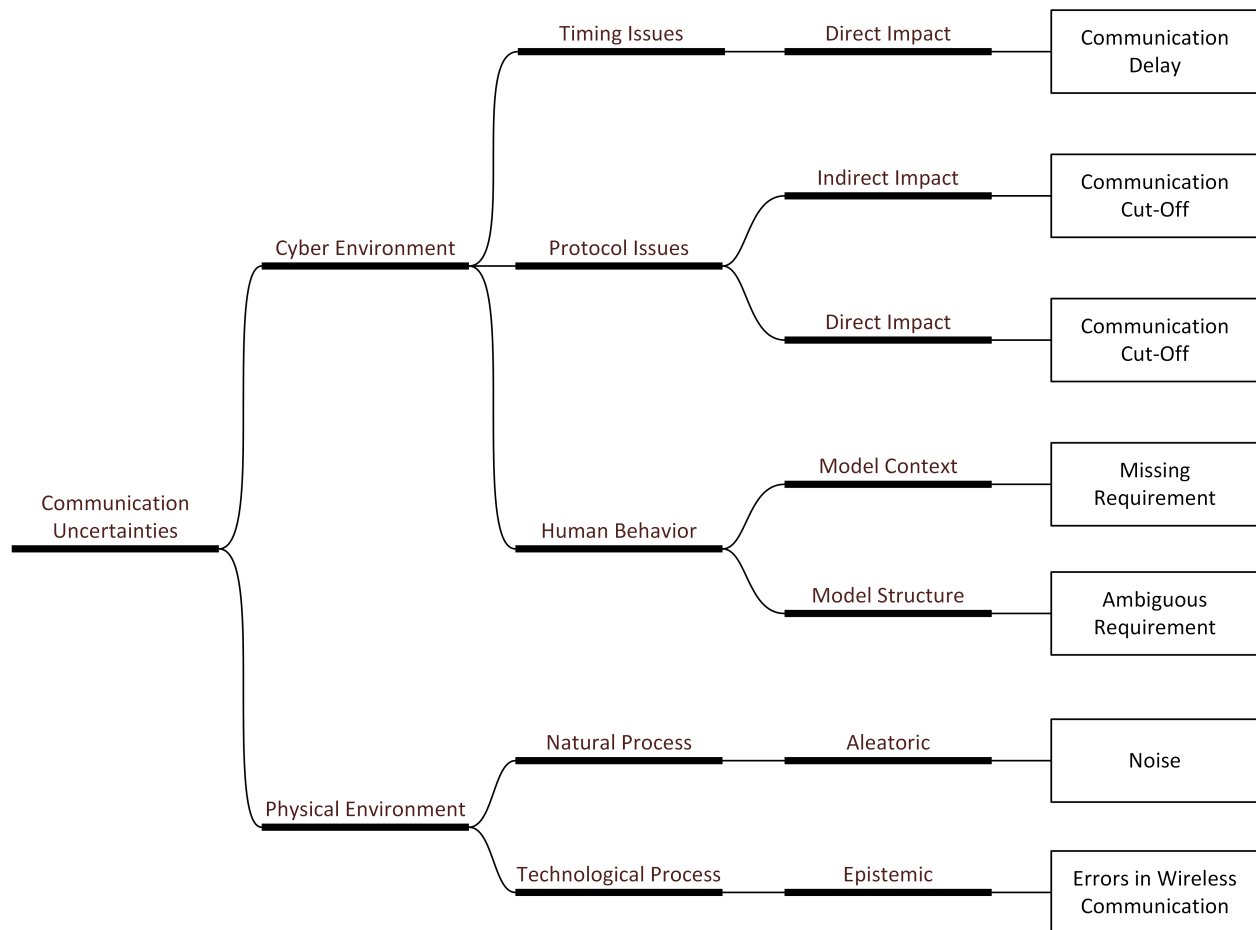 Timing Issues
Direct Impact
Communication
Delay
Indirect Impact
Communication
Cut-Off
Cyber Environment
Protocol Issues
Direct Impact
Communication
Cut-Off
Model Context
Missing
Requirement
Communication
Uncertainties
Human Behavior
Model Structure
Ambiguous
Requirement
Natural Process
Aleatoric
Noise
Physical Environment
Technological Process
Epistemic
Errors in Wireless
Communication